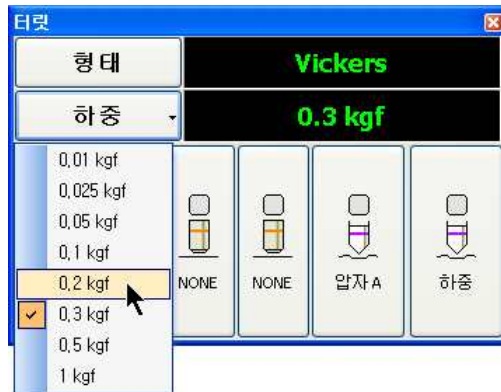 터릿
형태
Vickers
하중
0.3 kgf
0,01 kgf
0,025 kgf
0,05 kgf
0,1 kgf
0,2 kgf
0,3 kgf
0,5 kgf
1 kgf
NONE
NONE
압자 A
하중